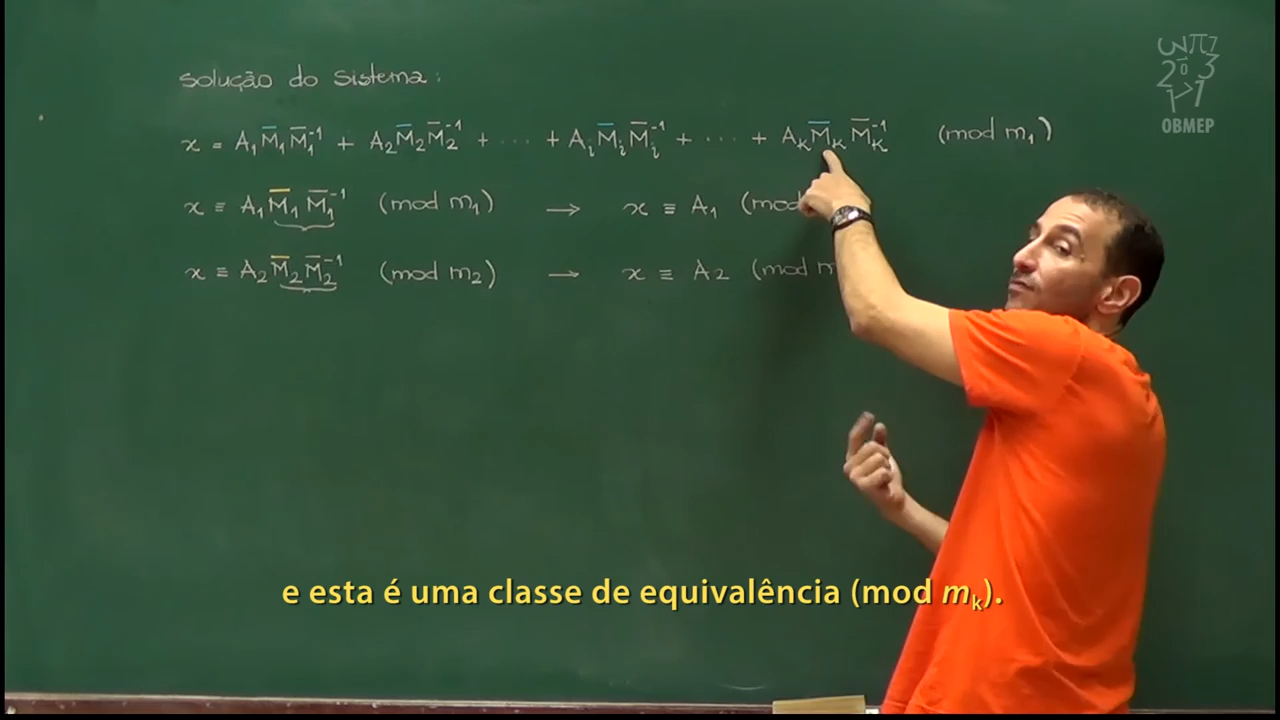 Solução do sistema:
x = A₁M̅₁M̅₁⁻¹ + A₂M̅₂M̅₂⁻¹ + ... + AᵢM̅ᵢM̅ᵢ⁻¹ + ... + AₖM̅ₖM̅ₖ⁻¹ (mod m₁)
x ≡ A₁M̅₁M̅₁⁻¹ (mod m₁) → x ≡ A₁ (mod
x ≡ A₂M̅₂M̅₂⁻¹ (mod m₂) → x ≡ A₂ (mod m
OBMEP
e esta é uma classe de equivalência (mod mₖ).